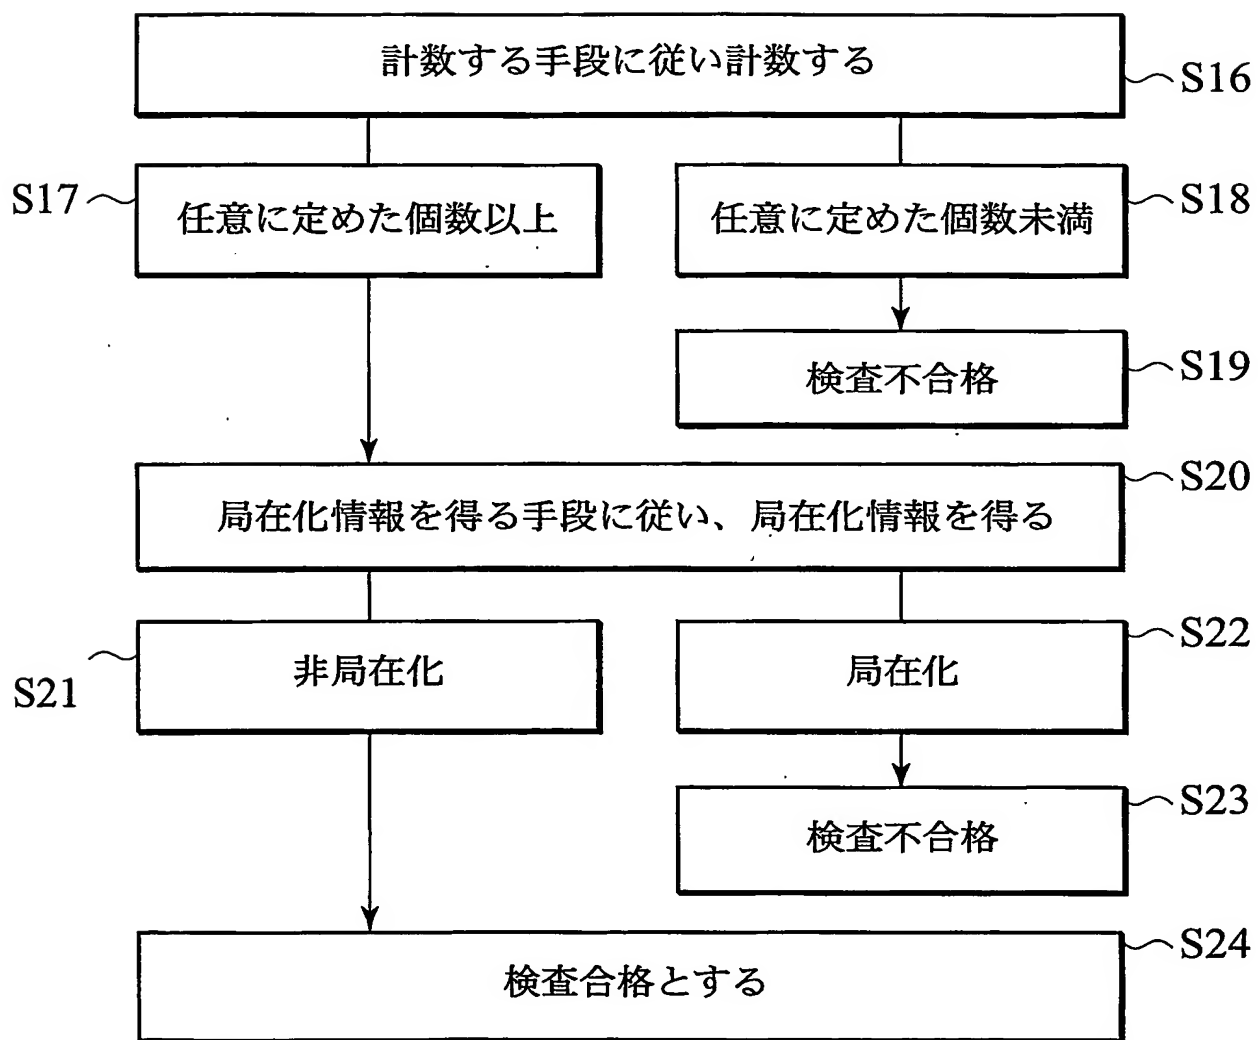 計数する手段に従い計数する
S16
S17
任意に定めた個数以上
任意に定めた個数未満
S18
検査不合格
S19
S20
局在化情報を得る手段に従い、局在化情報を得る
S21
非局在化
局在化
S22
検査不合格
S23
S24
検査合格とする